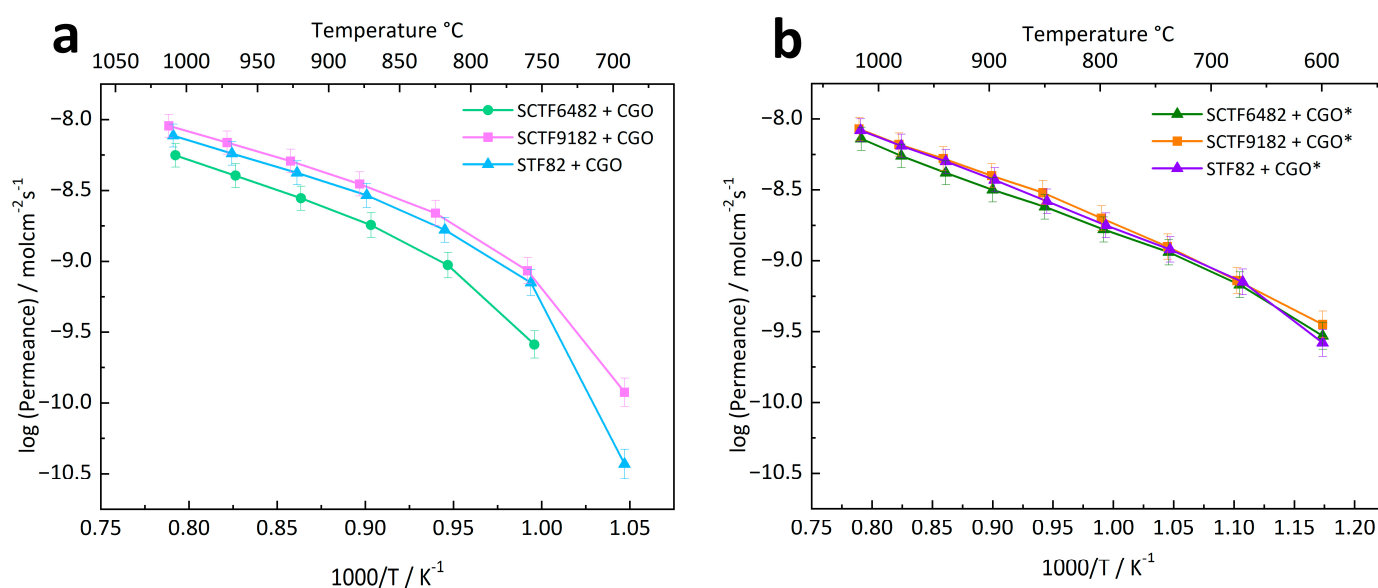 a
Temperature °C
1050 1000 950 900 850 800 750 700
SCTF6482 + CGO
SCTF9182 + CGO
STF82 + CGO
log (Permeance) / molcm⁻²s⁻¹
−8.0
−8.5
−9.0
−9.5
−10.0
−10.5
0.75 0.80 0.85 0.90 0.95 1.00 1.05
1000/T / K⁻¹
b
Temperature °C
1000 900 800 700 600
SCTF6482 + CGO*
SCTF9182 + CGO*
STF82 + CGO*
log (Permeance) / molcm⁻²s⁻¹
−8.0
−8.5
−9.0
−9.5
−10.0
−10.5
0.75 0.80 0.85 0.90 0.95 1.00 1.05 1.10 1.15 1.20
1000/T / K⁻¹